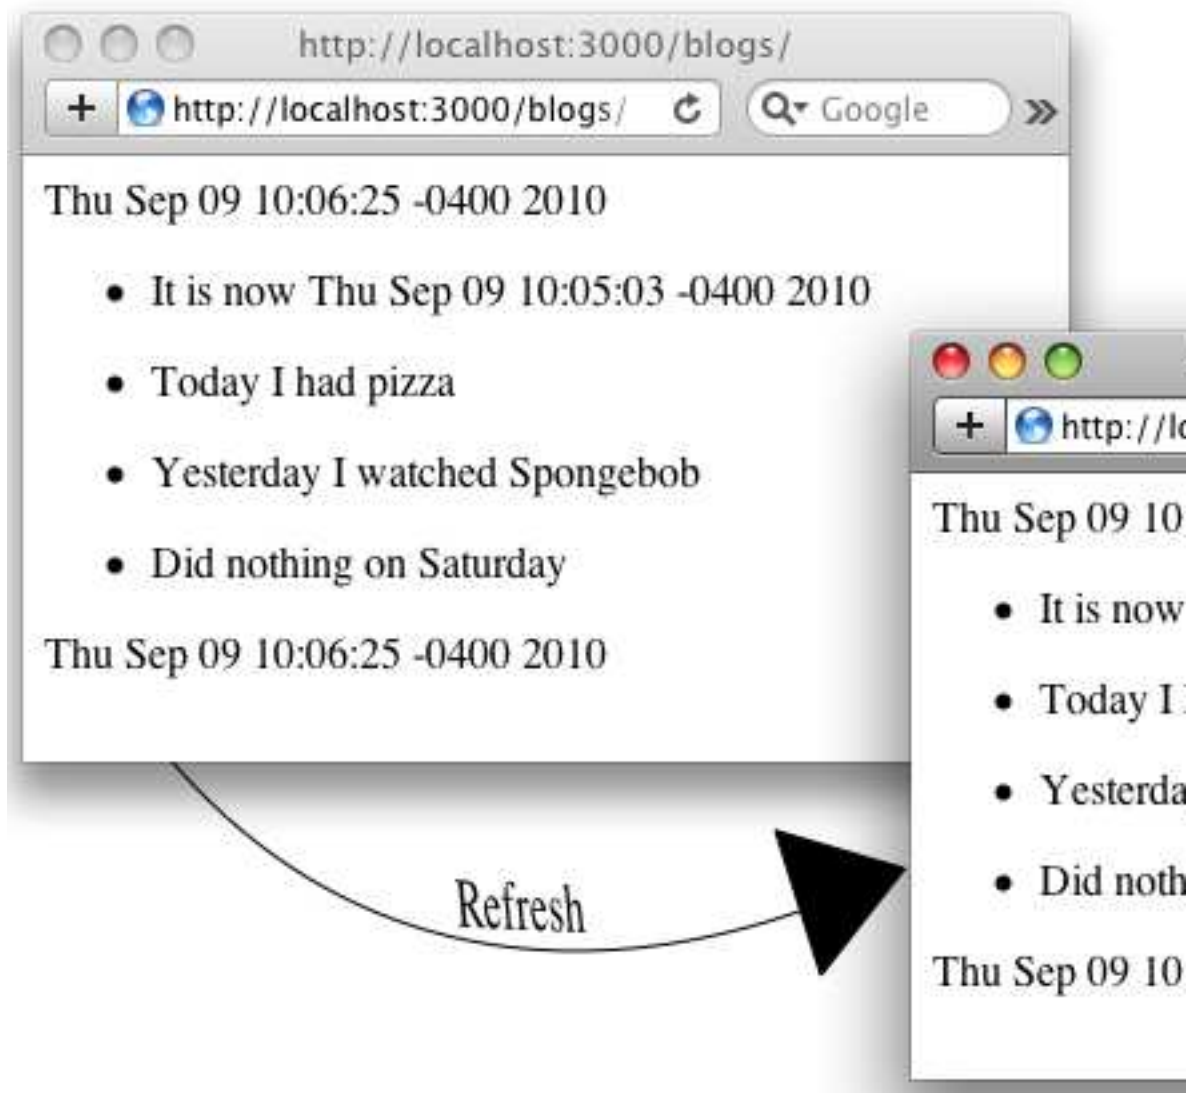 http://localhost:3000/blogs/
http://localhost:3000/blogs/
Google
Thu Sep 09 10:06:25 -0400 2010
• It is now Thu Sep 09 10:05:03 -0400 2010
• Today I had pizza
• Yesterday I watched Spongebob
• Did nothing on Saturday
Thu Sep 09 10:06:25 -0400 2010
Refresh
http://lo
Thu Sep 09 10
• It is now
• Today I
• Yesterda
• Did noth
Thu Sep 09 10